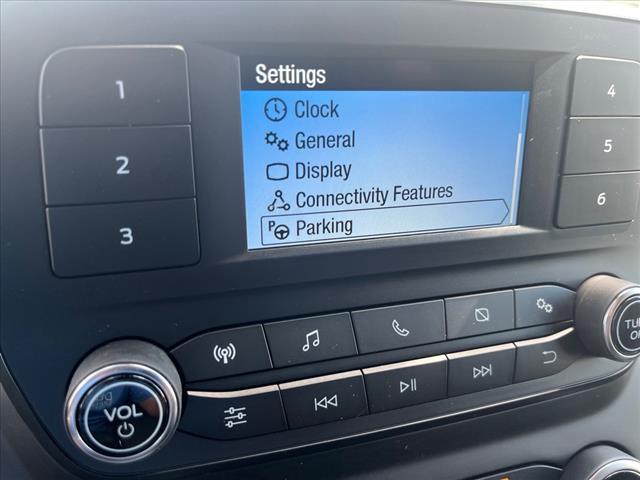 Settings
Clock
General
Display
Connectivity Features
P Parking
1
2
3
4
5
6
VOL